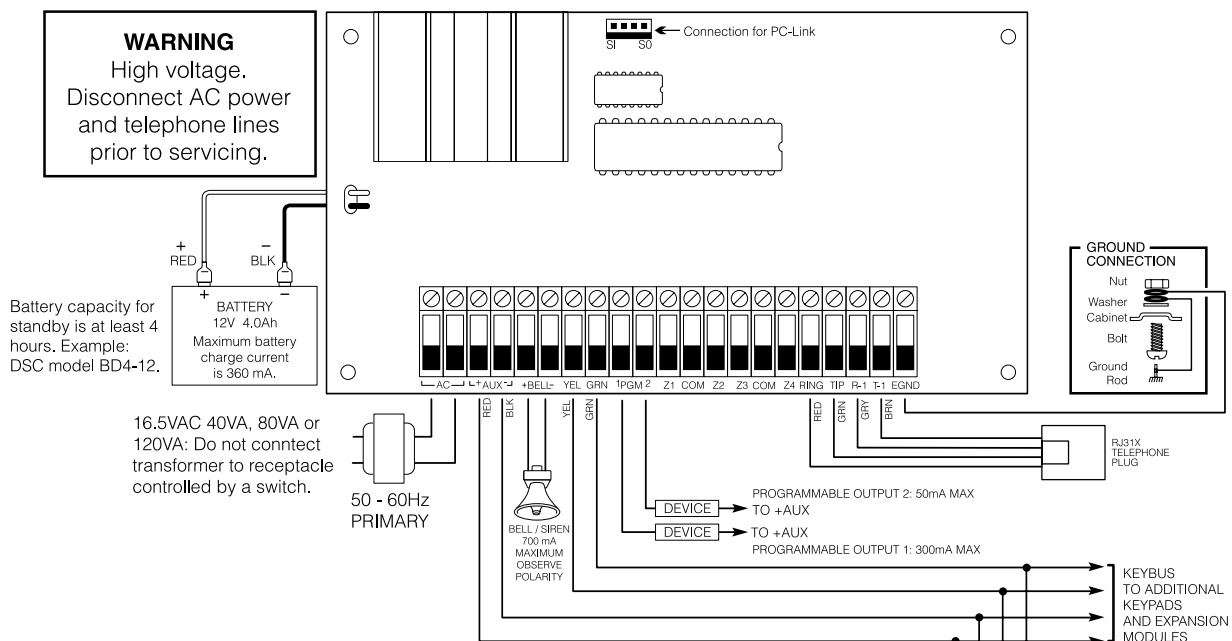 WARNING
High voltage.
Disconnect AC power
and telephone lines
prior to servicing.
Connection for PC-Link
SI S0
+ −
RED BLK
+ −
BATTERY
12V 4.0Ah
Maximum battery
charge current
is 360 mA.
Battery capacity for
standby is at least 4
hours. Example:
DSC model BD4-12.
GROUND
CONNECTION
Nut
Washer
Cabinet
Bolt
Ground
Rod
AC +AUX- +BELL- YEL GRN 1PGM 2 Z1 COM Z2 Z3 COM Z4 RING TIP R-1 T-1 EGND
RED BLK YEL GRN RED GRN GRY BRN
16.5VAC 40VA, 80VA or
120VA: Do not conntect
transformer to receptacle
controlled by a switch.
50 - 60Hz
PRIMARY
BELL / SIREN
700 mA
MAXIMUM
OBSERVE
POLARITY
RJ31X
TELEPHONE
PLUG
PROGRAMMABLE OUTPUT 2: 50mA MAX
DEVICE TO +AUX
DEVICE TO +AUX
PROGRAMMABLE OUTPUT 1: 300mA MAX
KEYBUS
TO ADDITIONAL
KEYPADS
AND EXPANSION
MODULES